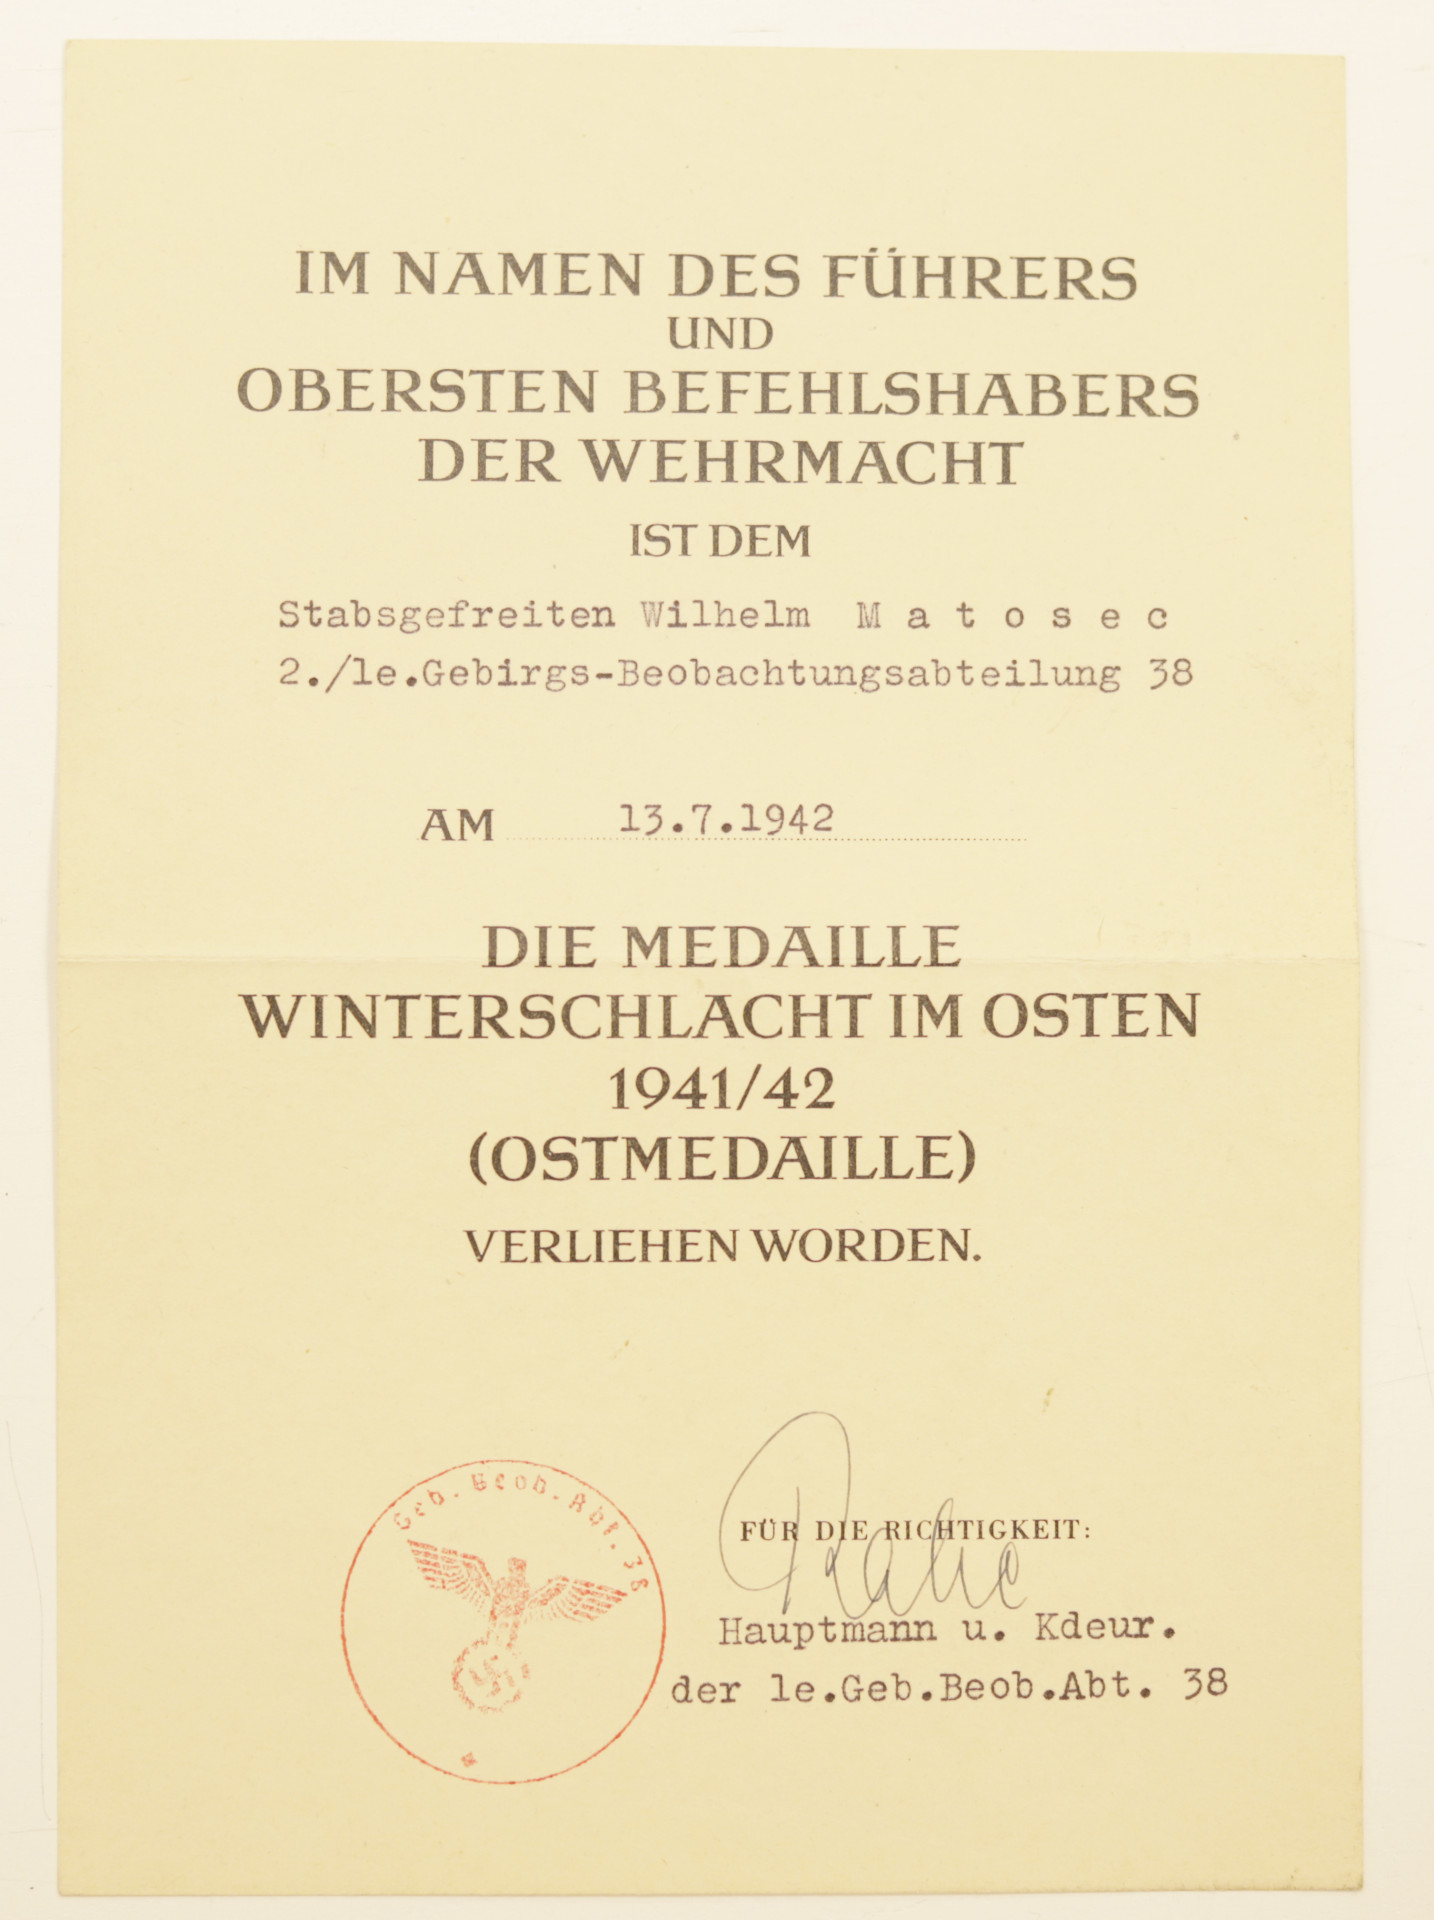 IM NAMEN DES FÜHRERS
UND
OBERSTEN BEFEHLSHABERS
DER WEHRMACHT
IST DEM
Stabsgefreiten Wilhelm M a t o s e c
2./le.Gebirgs-Beobachtungsabteilung 38
AM 13.7.1942
DIE MEDAILLE
WINTERSCHLACHT IM OSTEN
1941/42
(OSTMEDAILLE)
VERLIEHEN WORDEN.
Geb. Beob. Abt. 38
FÜR DIE RICHTIGKEIT:
Hauptmann u. Kdeur.
der le.Geb.Beob.Abt. 38